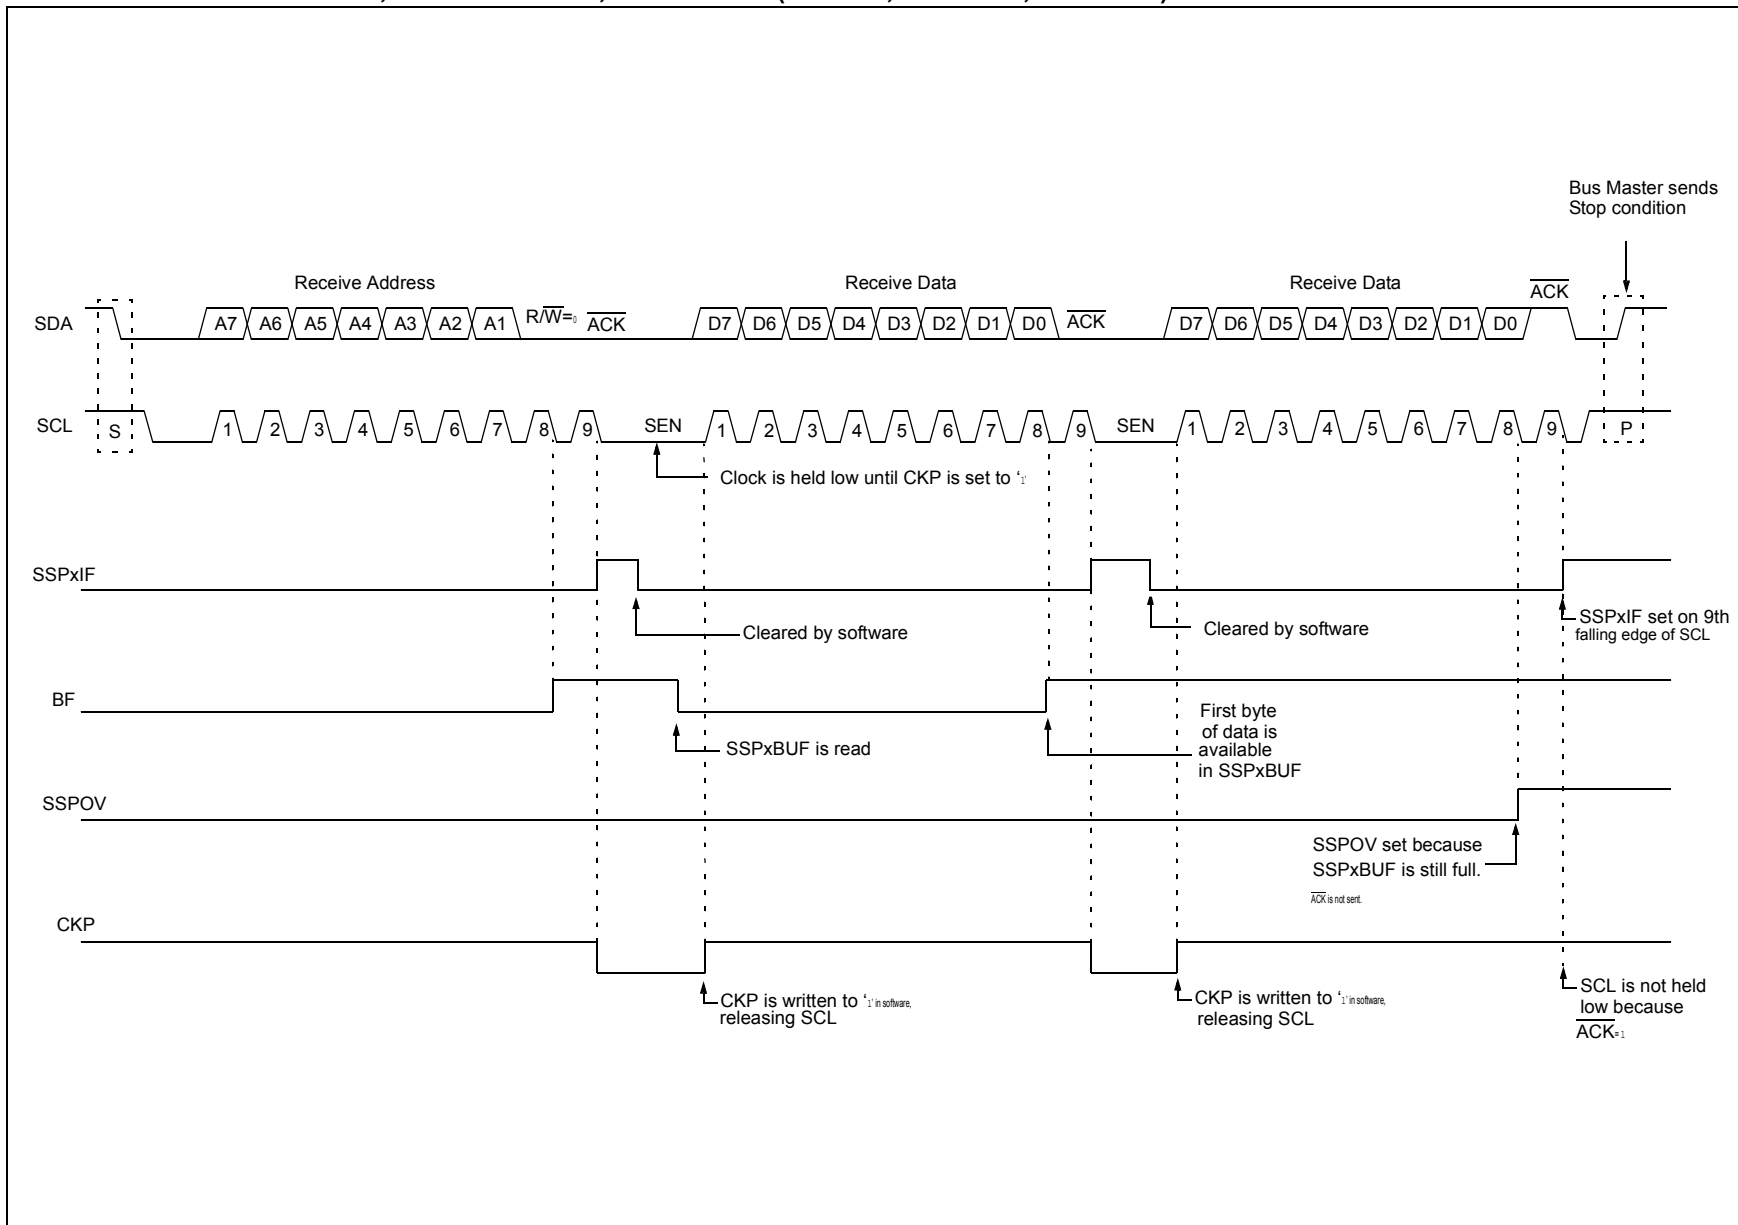 Bus Master sends
Stop condition
Receive Address
Receive Data
Receive Data
ACK
SDA
A7 A6 A5 A4 A3 A2 A1 R/W=0 ACK D7 D6 D5 D4 D3 D2 D1 D0 ACK D7 D6 D5 D4 D3 D2 D1 D0
SCL
S 1 2 3 4 5 6 7 8 9 SEN 1 2 3 4 5 6 7 8 9 SEN 1 2 3 4 5 6 7 8 9 P
Clock is held low until CKP is set to ‘1’
SSPxIF
Cleared by software
Cleared by software
SSPxIF set on 9th
falling edge of SCL
BF
SSPxBUF is read
First byte
of data is
available
in SSPxBUF
SSPOV
SSPOV set because
SSPxBUF is still full.
ACK is not sent.
CKP
CKP is written to ‘1’ in software,
releasing SCL
CKP is written to ‘1’ in software,
releasing SCL
SCL is not held
low because
ACK= 1